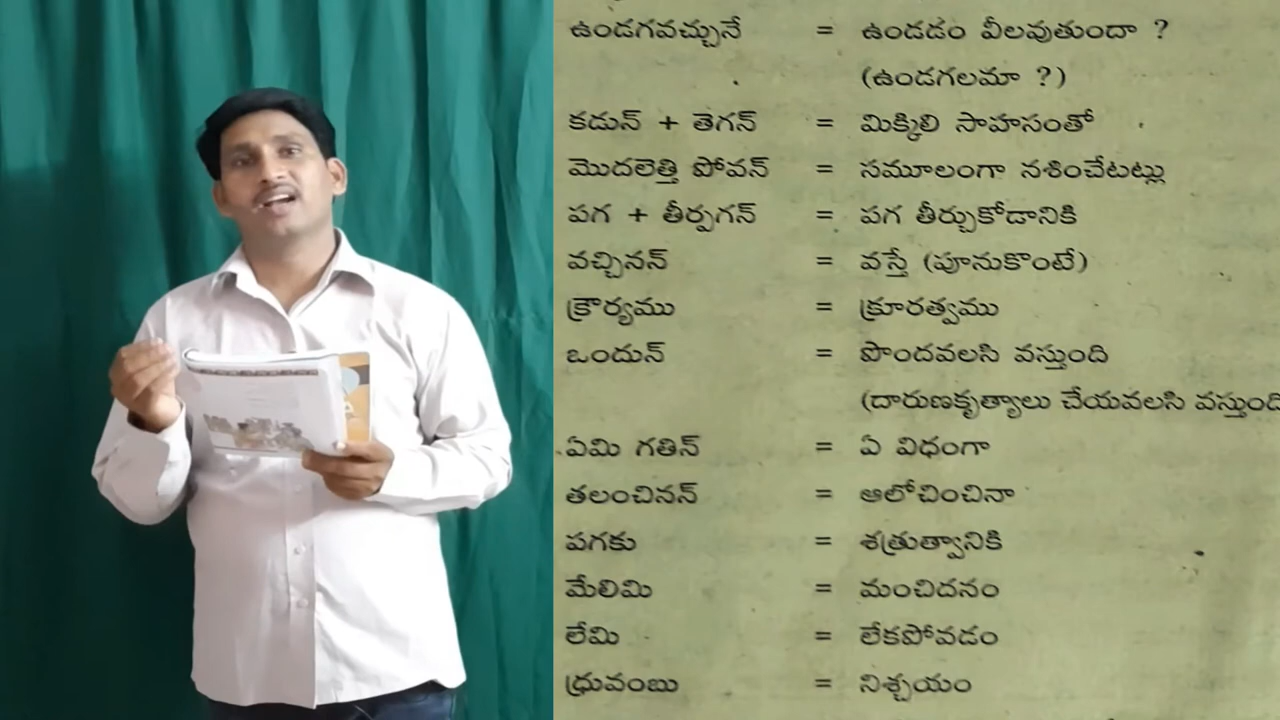 ఉండగవచ్చునే = ఉండడం వీలవుతుందా ?
(ఉండగలమా ?)
కడున్ + తెగన్ = మిక్కిలి సాహసంతో
మొదలెత్తి పోవన్ = సమూలంగా నశించేటట్లు
పగ + తీర్పగన్ = పగ తీర్చుకోడానికి
వచ్చినన్ = వస్తే (పూనుకొంటే)
క్రౌర్యము = క్రూరత్వము
ఒందున్ = పొందవలసి వస్తుంది
(దారుణకృత్యాలు చేయవలసి వస్తుంది
ఏమి గతిన్ = ఏ విధంగా
తలంచినన్ = ఆలోచించినా
పగకు = శత్రుత్వానికి
మేలిమి = మంచిదనం
లేమి = లేకపోవడం
ధ్రువంబు = నిశ్చయం